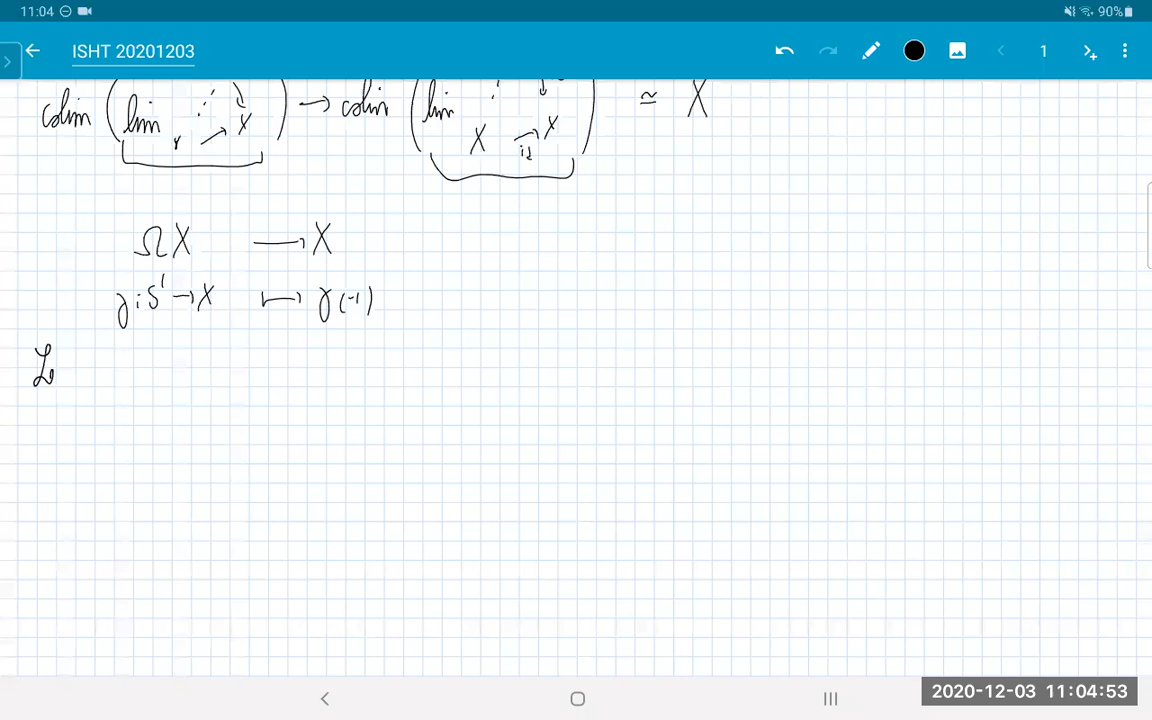 11:04 90%
ISHT 20201203 1
colim ( lim * → X ) → colim ( lim X → X ) ≅ X
id
ΩX → X
γ: S¹ → X ↦ γ(-1)
2020-12-03 11:04:53